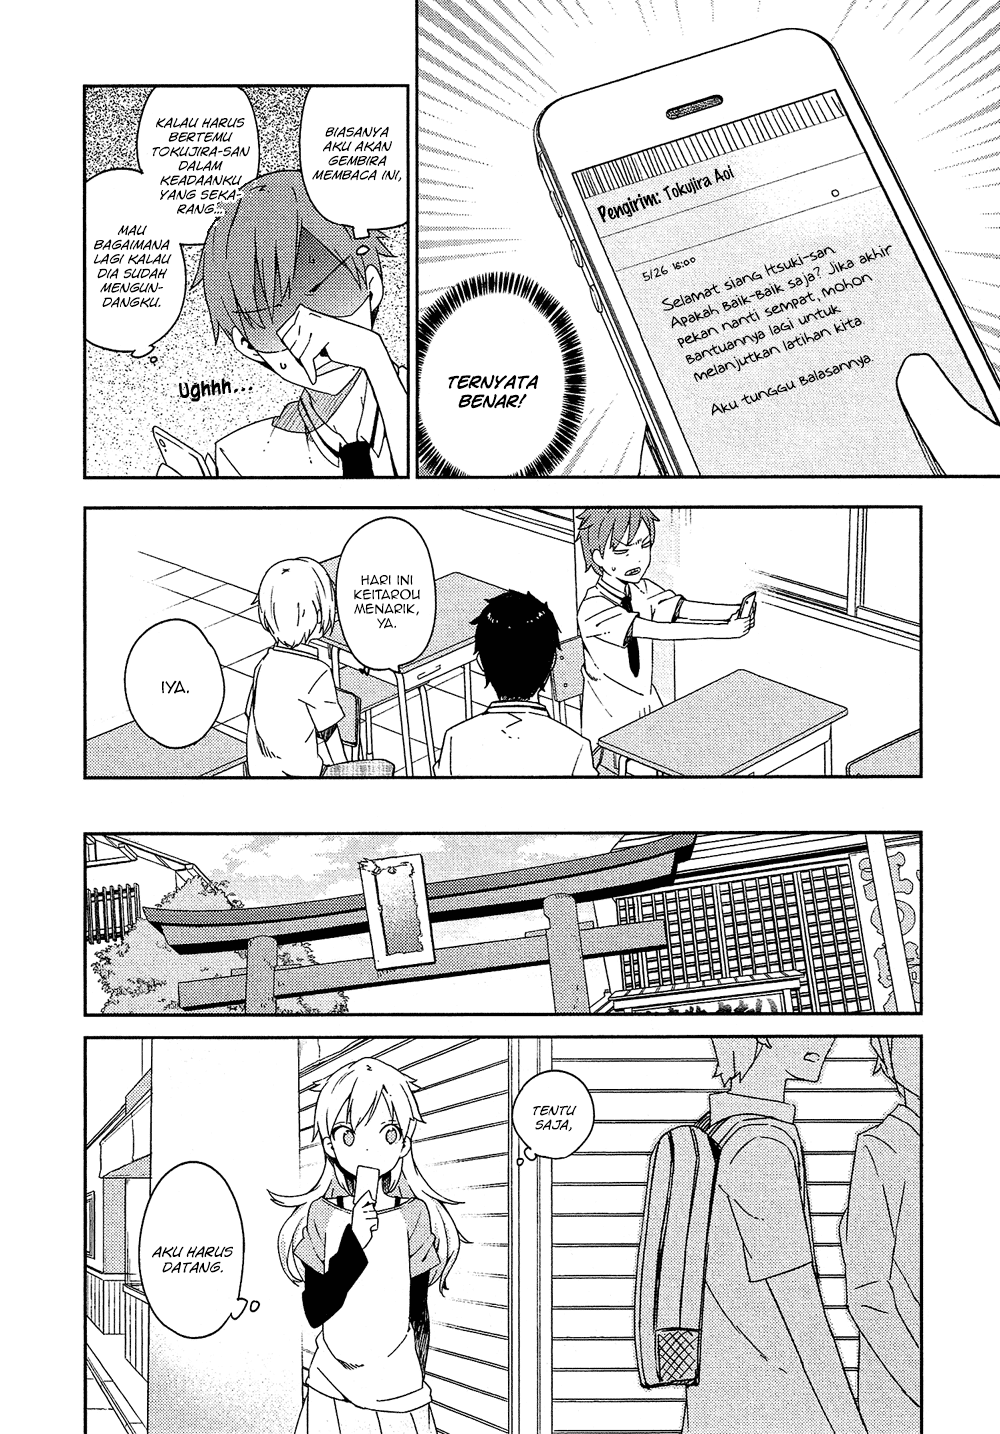 Pengirim: Tokujira Aoi
5/26 18:00
Selamat siang Itsuki-san.
Apakah Baik-Baik saja? Jika akhir
pekan nanti sempat, mohon
Bantuannya lagi untuk
melanjutkan latihan kita.
Aku tunggu Balasannya.
TERNYATA
BENAR!
BIASANYA
AKU AKAN
GEMBIRA
MEMBACA INI,
KALAU HARUS
BERTEMU
TOKUJIRA-SAN
DALAM
KEADAANKU
YANG SEKA-
RANG...
MAU
BAGAIMANA
LAGI KALAU
DIA SUDAH
MENGUN-
DANGKU.
Ughhh...
HARI INI
KEITAROU
MENARIK,
YA.
IYA.
TENTU
SAJA,
AKU HARUS
DATANG.